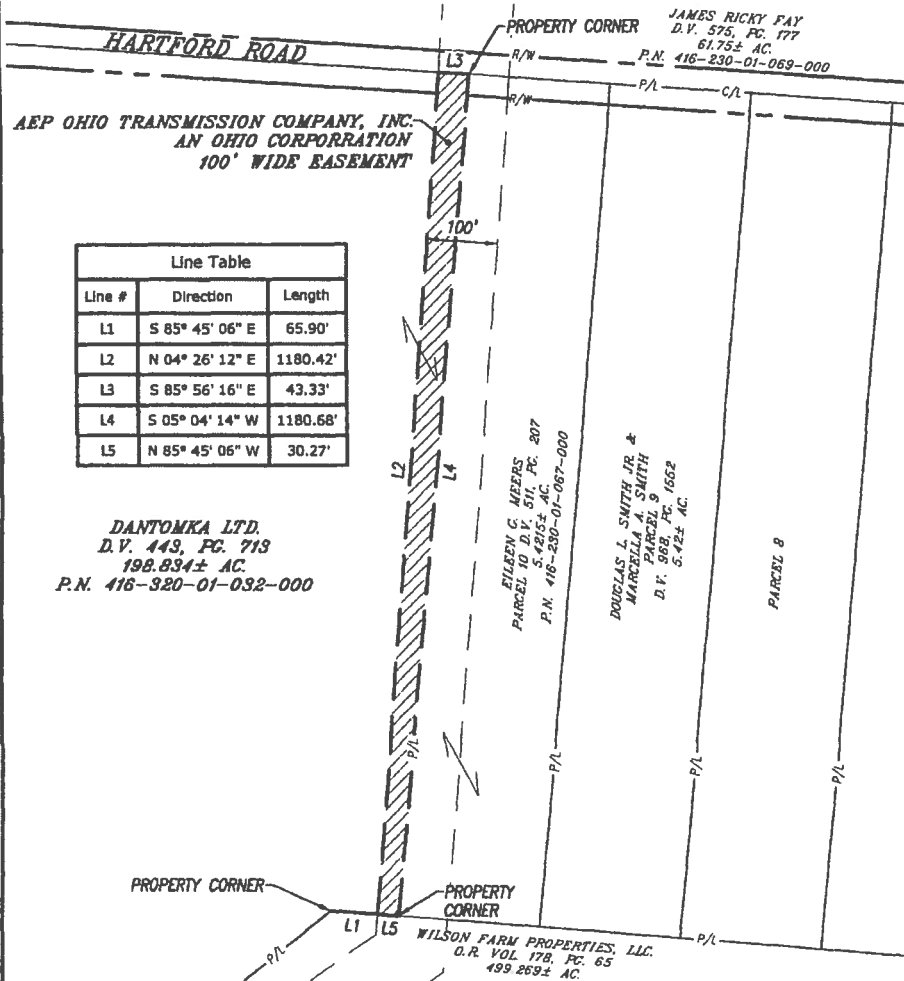 HARTFORD ROAD
PROPERTY CORNER
L3
R/W
JAMES RICKY FAY
D.V. 575, PG. 177
61.75± AC.
P.N. 416-230-01-069-000
R/W
P/L
C/L
AEP OHIO TRANSMISSION COMPANY, INC.
AN OHIO CORPORRATION
100' WIDE EASEMENT
100'
Line Table
Line # Direction Length
L1 S 85° 45' 06" E 65.90'
L2 N 04° 26' 12" E 1180.42'
L3 S 85° 56' 16" E 43.33'
L4 S 05° 04' 14" W 1180.68'
L5 N 85° 45' 06" W 30.27'
L2
L4
DANTOMKA LTD.
D.V. 443, PG. 713
198.834± AC.
P.N. 416-320-01-032-000
EILEEN G. MEERS
PARCEL 10 D.V. 511, PG. 207
5.4215± AC.
P.N. 416-230-01-067-000
DOUGLAS L. SMITH JR. &
MARCELLA A. SMITH
PARCEL 9
D.V. 968, PG. 1552
5.42± AC.
PARCEL 8
P/L
P/L
P/L
P/L
PROPERTY CORNER
PROPERTY
CORNER
L1
L5
P/L
P/L
WILSON FARM PROPERTIES, LLC.
O.R. VOL 178, PG. 65
499.269± AC.